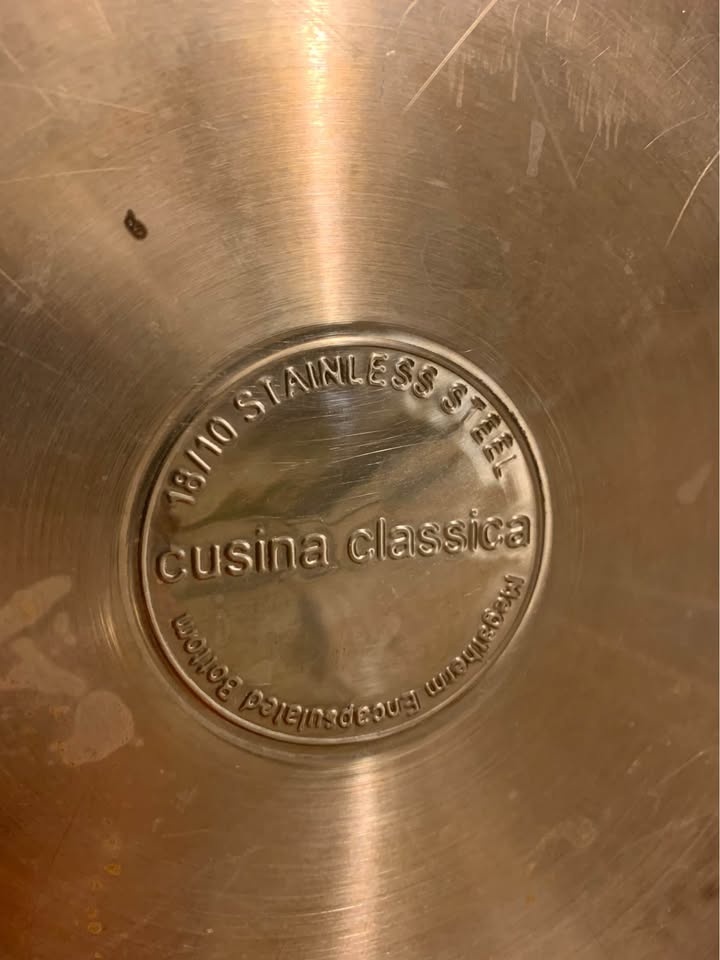 18/10 STAINLESS STEEL
cusina classica
Megatherm Encapsulated Bottom